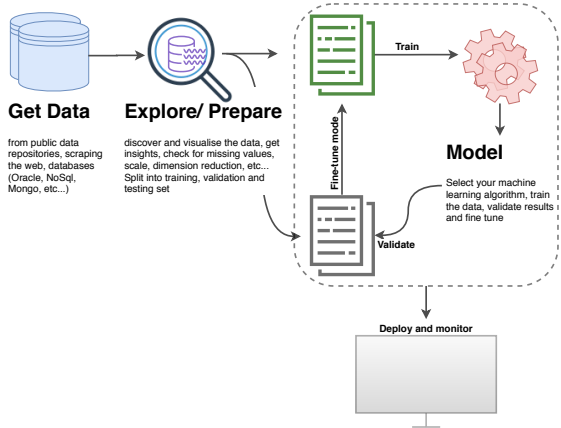 Get Data
from public data
repositories, scraping
the web, databases
(Oracle, NoSql,
Mongo, etc...)
Explore/ Prepare
discover and visualise the data, get
insights, check for missing values,
scale, dimension reduction, etc...
Split into training, validation and
testing set
Train
Fine-tune mode
Model
Select your machine
learning algorithm, train
the data, validate results
and fine tune
Validate
Deploy and monitor